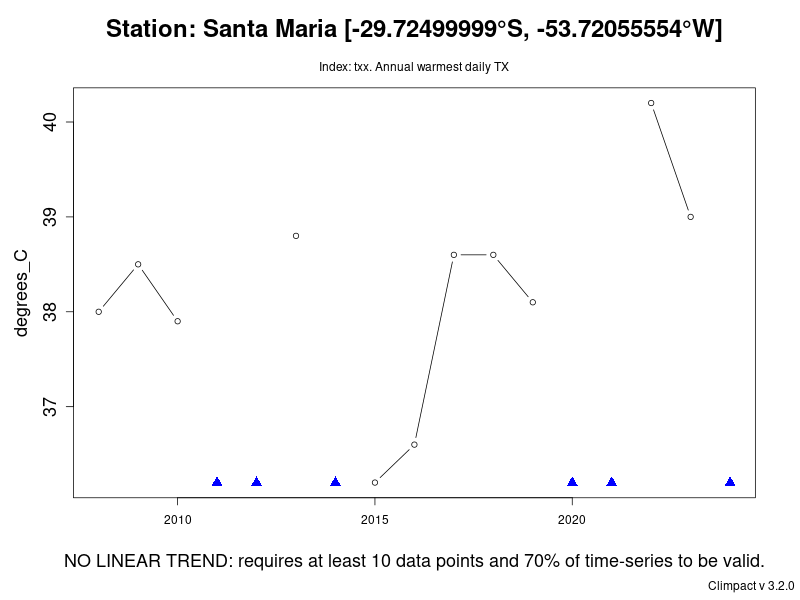 Station: Santa Maria [-29.72499999°S, -53.72055554°W]
Index: txx. Annual warmest daily TX
40
39
38
37
degrees_C
2010 2015 2020
NO LINEAR TREND: requires at least 10 data points and 70% of time-series to be valid.
Climpact v 3.2.0